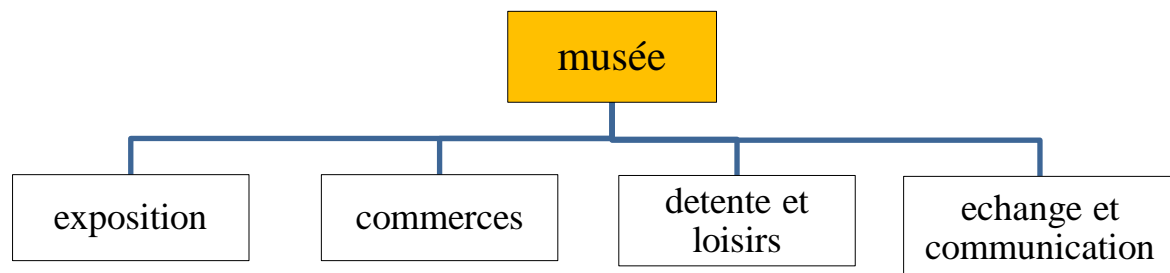 musée
exposition
commerces
detente et
loisirs
echange et
communication